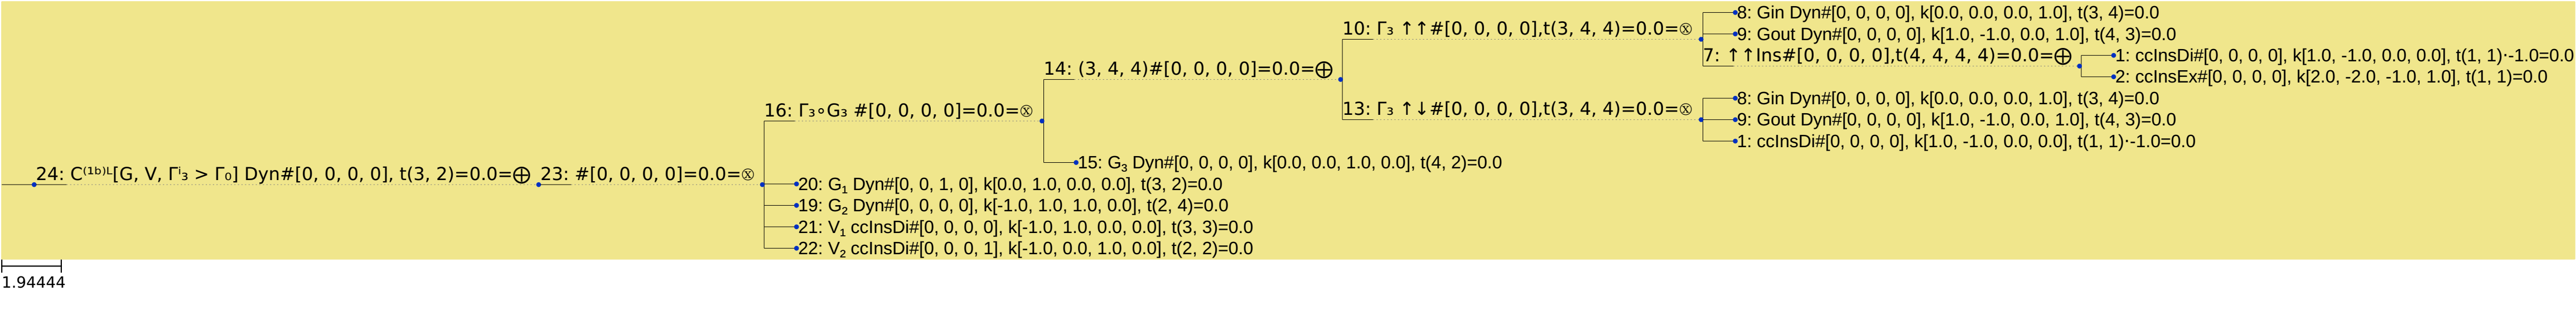 8: Gin Dyn#[0, 0, 0, 0], k[0.0, 0.0, 0.0, 1.0], t(3, 4)=0.0
10: Γ₃ ↑↑#[0, 0, 0, 0],t(3, 4, 4)=0.0=⨂
9: Gout Dyn#[0, 0, 0, 0], k[1.0, -1.0, 0.0, 1.0], t(4, 3)=0.0
7: ↑↑Ins#[0, 0, 0, 0],t(4, 4, 4, 4)=0.0=⨁
1: ccInsDi#[0, 0, 0, 0], k[1.0, -1.0, 0.0, 0.0], t(1, 1)·-1.0=0.0
14: (3, 4, 4)#[0, 0, 0, 0]=0.0=⨁
2: ccInsEx#[0, 0, 0, 0], k[2.0, -2.0, -1.0, 1.0], t(1, 1)=0.0
8: Gin Dyn#[0, 0, 0, 0], k[0.0, 0.0, 0.0, 1.0], t(3, 4)=0.0
16: Γ₃∘G₃ #[0, 0, 0, 0]=0.0=⨂
13: Γ₃ ↑↓#[0, 0, 0, 0],t(3, 4, 4)=0.0=⨂
9: Gout Dyn#[0, 0, 0, 0], k[1.0, -1.0, 0.0, 1.0], t(4, 3)=0.0
1: ccInsDi#[0, 0, 0, 0], k[1.0, -1.0, 0.0, 0.0], t(1, 1)·-1.0=0.0
15: G₃ Dyn#[0, 0, 0, 0], k[0.0, 0.0, 1.0, 0.0], t(4, 2)=0.0
24: C⁽¹ᵇ⁾ᴸ[G, V, Γⁱ₃ > Γ₀] Dyn#[0, 0, 0, 0], t(3, 2)=0.0=⨁
23: #[0, 0, 0, 0]=0.0=⨂
20: G₁ Dyn#[0, 0, 1, 0], k[0.0, 1.0, 0.0, 0.0], t(3, 2)=0.0
19: G₂ Dyn#[0, 0, 0, 0], k[-1.0, 1.0, 1.0, 0.0], t(2, 4)=0.0
21: V₁ ccInsDi#[0, 0, 0, 0], k[-1.0, 1.0, 0.0, 0.0], t(3, 3)=0.0
22: V₂ ccInsDi#[0, 0, 0, 1], k[-1.0, 0.0, 1.0, 0.0], t(2, 2)=0.0
1.94444